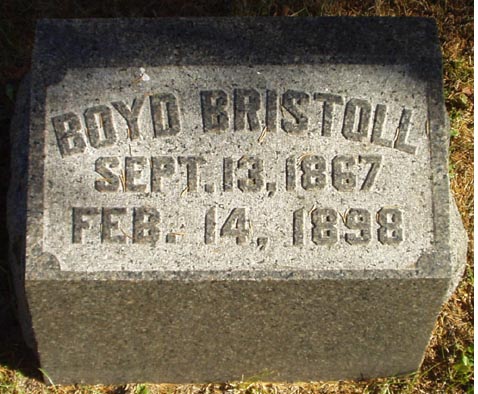 BOYD BRISTOLL
SEPT. 13, 1867
FEB. 14, 1898